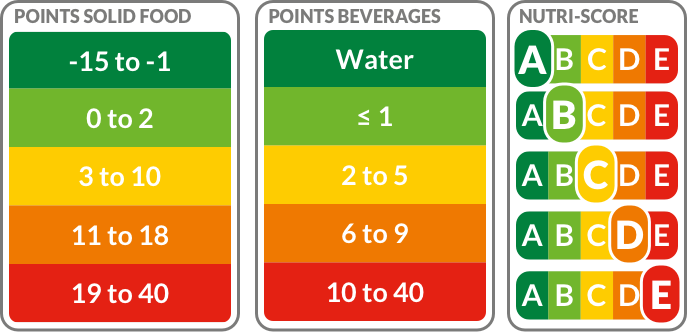 POINTS SOLID FOOD
-15 to -1
0 to 2
3 to 10
11 to 18
19 to 40
POINTS BEVERAGES
Water
≤ 1
2 to 5
6 to 9
10 to 40
NUTRI-SCORE
A B C D E
A B C D E
A B C D E
A B C D E
A B C D E